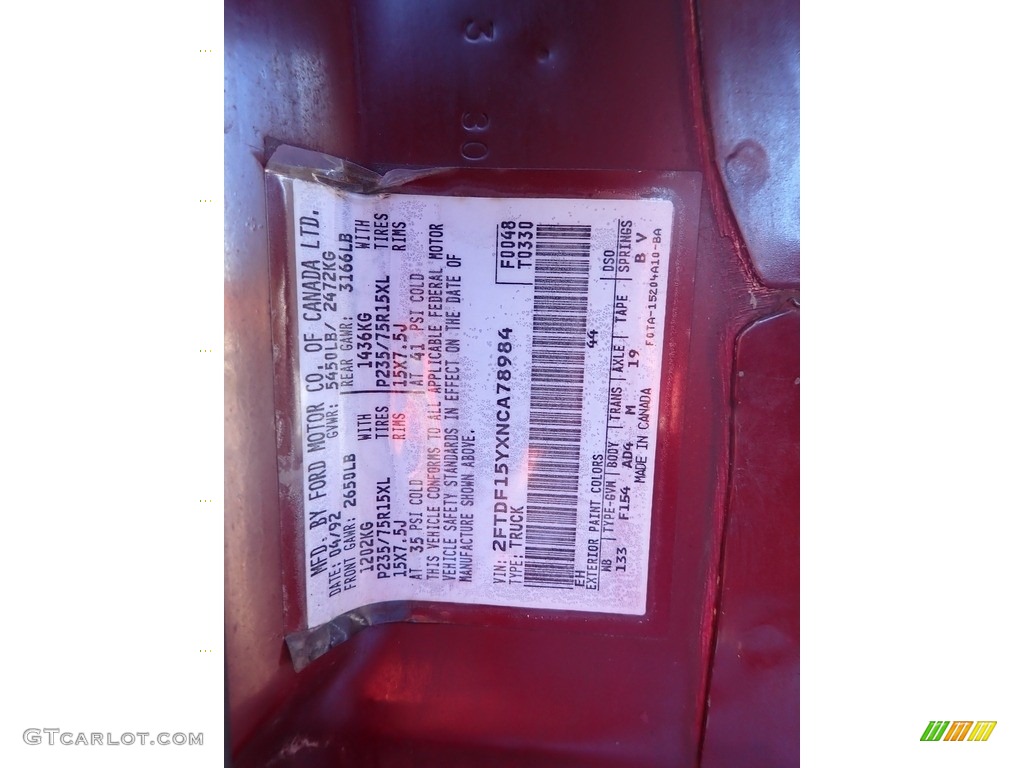 3
30
MFD. BY FORD MOTOR CO. OF CANADA LTD.
DATE: 04/92 GVWR: 5450LB/ 2472KG
FRONT GAWR: 2650LB REAR GAWR: 3166LB
1202KG WITH 1436KG WITH
P235/75R15XL TIRES P235/75R15XL TIRES
15X7.5J RIMS 15X7.5J RIMS
AT 35 PSI COLD AT 41 PSI COLD
THIS VEHICLE CONFORMS TO ALL APPLICABLE FEDERAL MOTOR
VEHICLE SAFETY STANDARDS IN EFFECT ON THE DATE OF
MANUFACTURE SHOWN ABOVE.
VIN: 2FTDF15YXNCA78984 F0048
TYPE: TRUCK T0330
EH 44
EXTERIOR PAINT COLORS DSO
WB TYPE-GVW BODY TRANS AXLE TAPE SPRINGS
133 F154 AD4 M 19 B V
MADE IN CANADA FOTA-15204A10-BA
GTCarlot.com